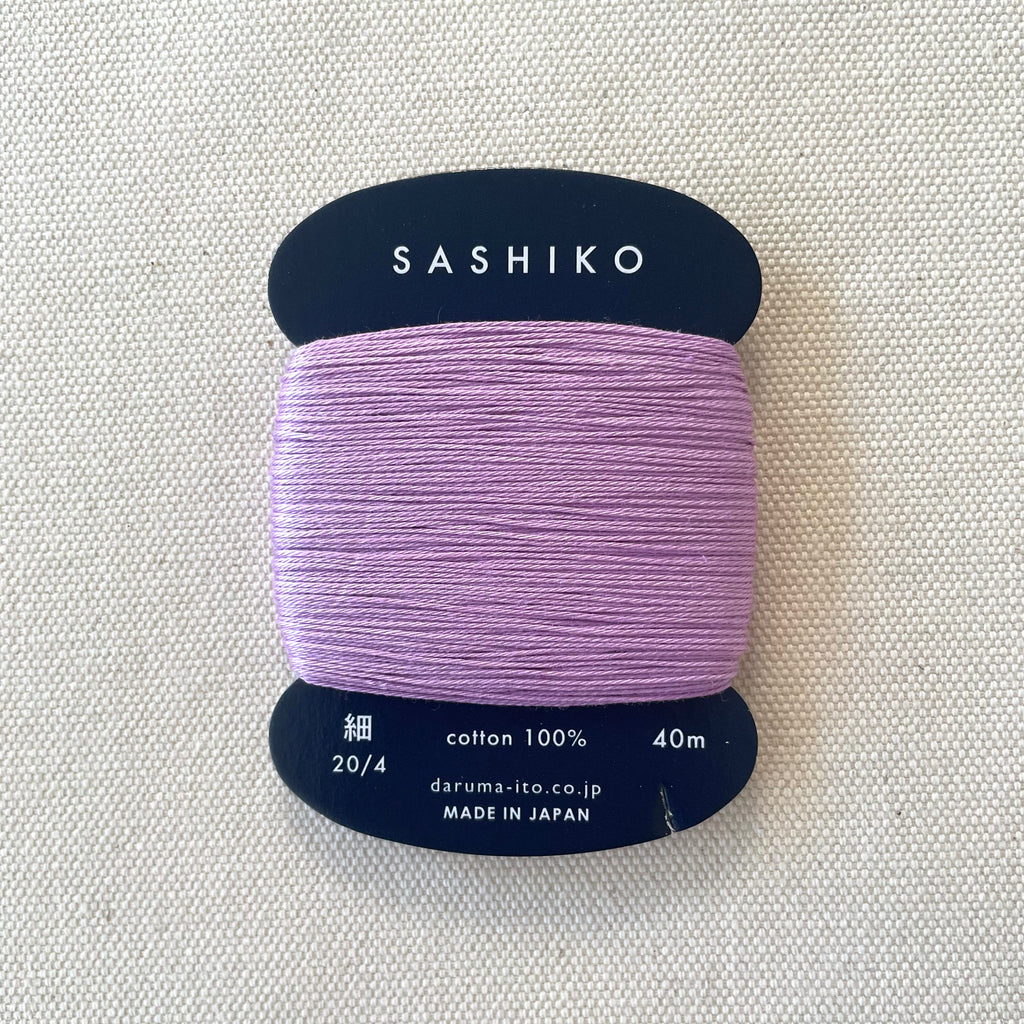 SASHIKO
細
20/4
cotton 100%
40m
daruma-ito.co.jp
MADE IN JAPAN